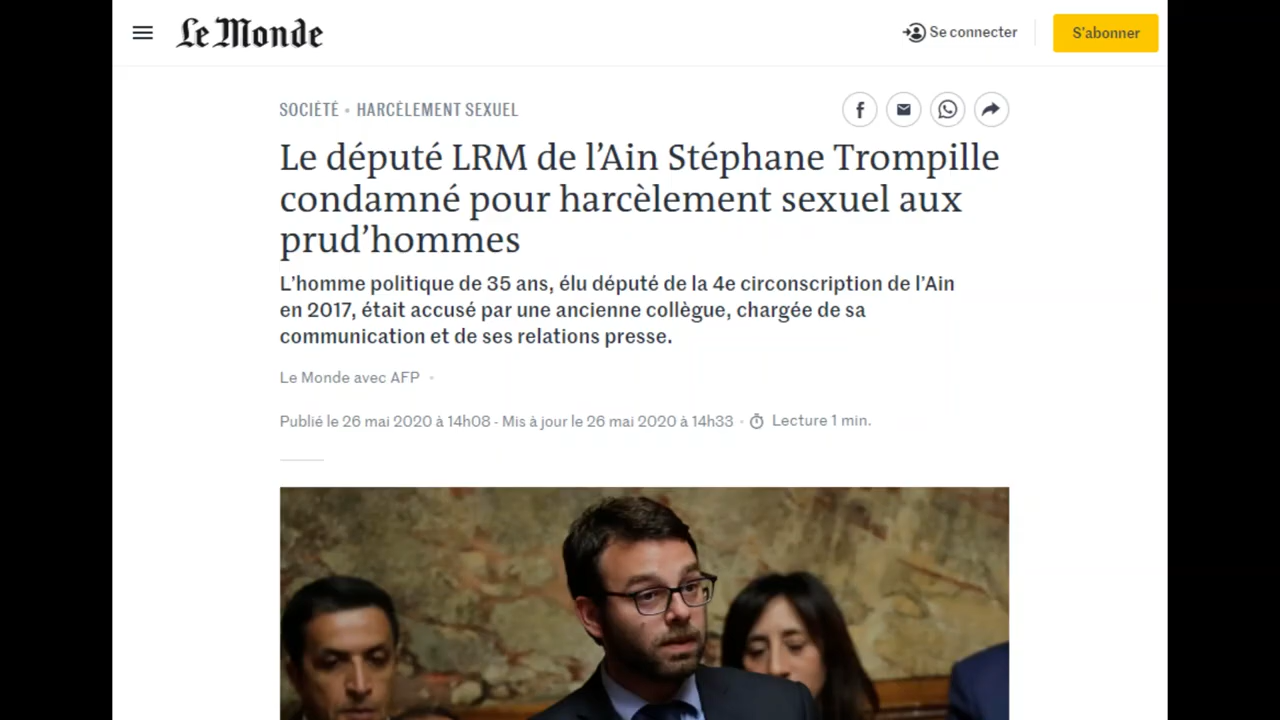 Le Monde
Se connecter
S'abonner
SOCIÉTÉ • HARCÈLEMENT SEXUEL
Le député LRM de l’Ain Stéphane Trompille
condamné pour harcèlement sexuel aux
prud’hommes
L’homme politique de 35 ans, élu député de la 4e circonscription de l’Ain
en 2017, était accusé par une ancienne collègue, chargée de sa
communication et de ses relations presse.
Le Monde avec AFP •
Publié le 26 mai 2020 à 14h08 - Mis à jour le 26 mai 2020 à 14h33 • Lecture 1 min.